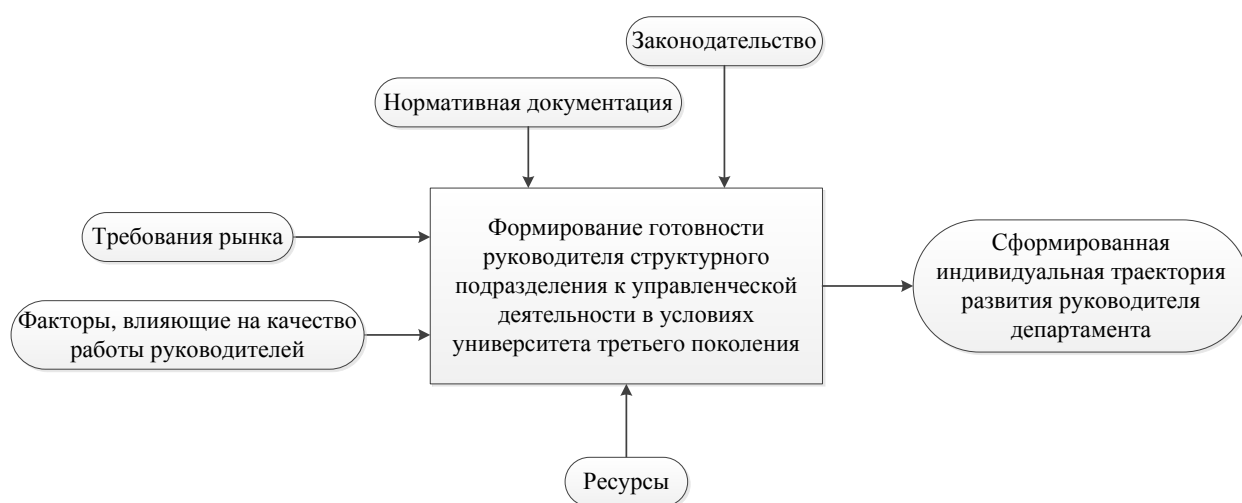 Законодательство
Нормативная документация
Требования рынка
Факторы, влияющие на качество
работы руководителей
Формирование готовности
руководителя структурного
подразделения к управленческой
деятельности в условиях
университета третьего поколения
Сформированная
индивидуальная траектория
развития руководителя
департамента
Ресурсы